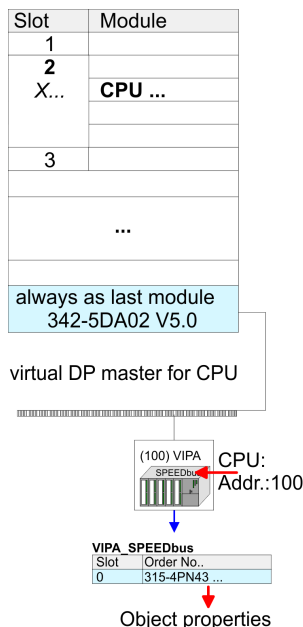 Slot Module
1
2
X... CPU ...
3
...
always as last module
342-5DA02 V5.0
virtual DP master for CPU
(100) VIPA
SPEEDbus
CPU:
Addr.:100
VIPA_SPEEDbus
Slot Order No..
0 315-4PN43 ...
Object properties